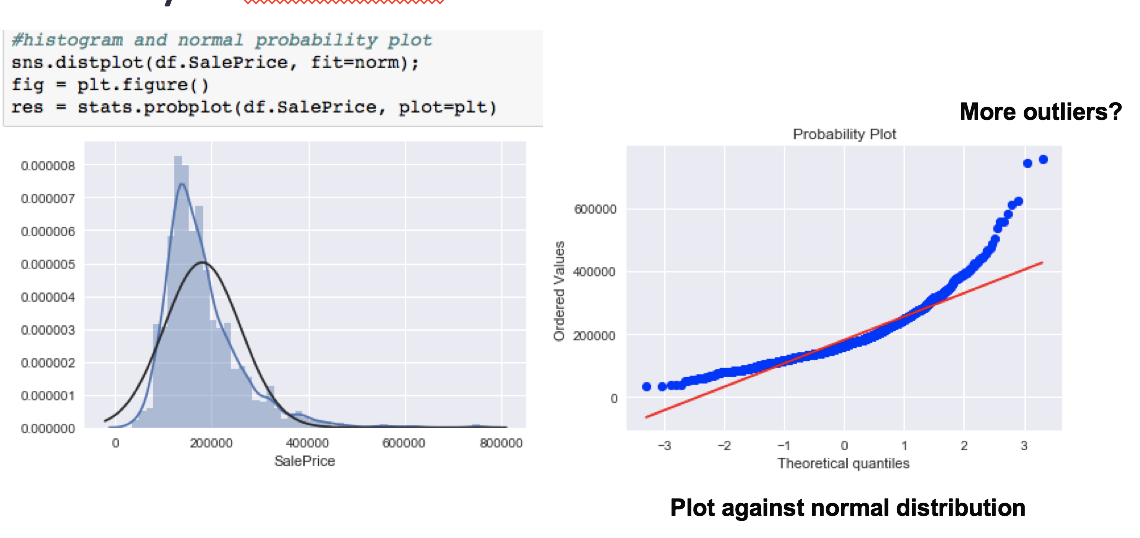 #histogram and normal probability plot
sns.distplot(df.SalePrice, fit=norm);
fig = plt.figure()
res = stats.probplot(df.SalePrice, plot=plt)
More outliers?
0.000008
0.000007
0.000006
0.000005
0.000004
0.000003
0.000002
0.000001
0.000000
0 200000 400000 600000 800000
SalePrice
Probability Plot
Ordered Values
600000
400000
200000
0
−3 −2 −1 0 1 2 3
Theoretical quantiles
Plot against normal distribution